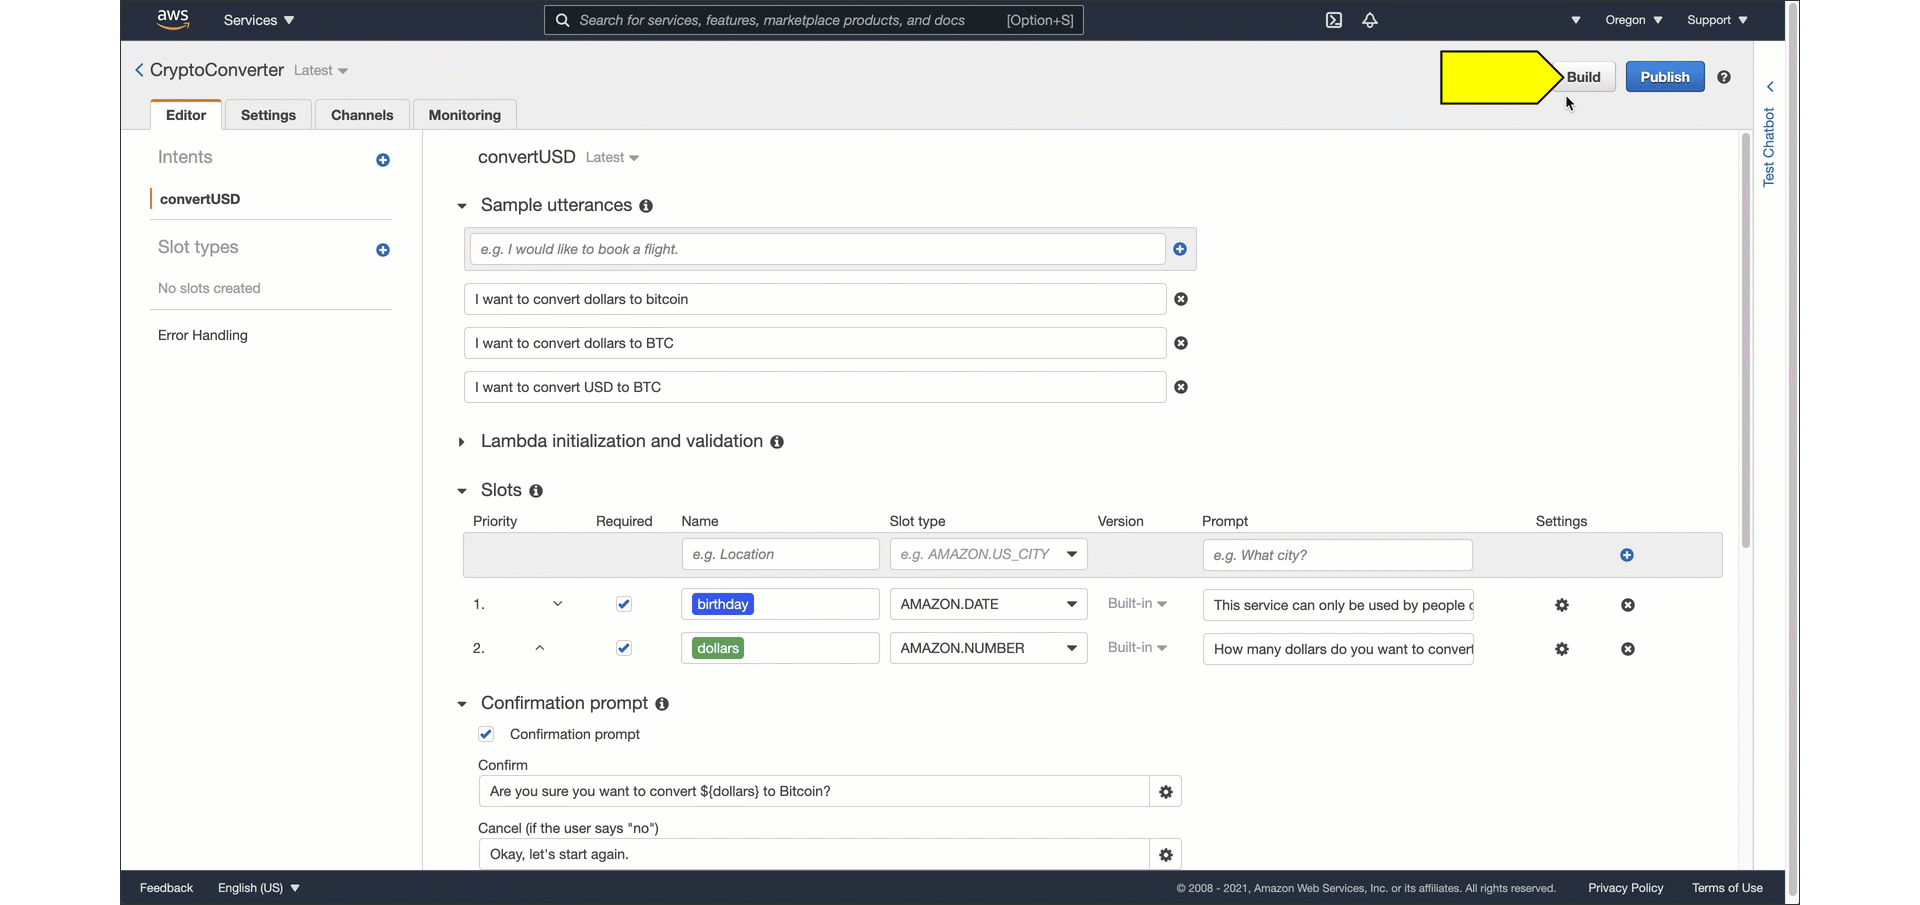 aws Services Search for services, features, marketplace products, and docs [Option+S] Oregon Support
CryptoConverter Latest
Build Publish
Editor Settings Channels Monitoring
Test Chatbot
Intents
convertUSD
Slot types
No slots created
Error Handling
convertUSD Latest
Sample utterances
e.g. I would like to book a flight.
I want to convert dollars to bitcoin
I want to convert dollars to BTC
I want to convert USD to BTC
Lambda initialization and validation
Slots
Priority Required Name Slot type Version Prompt Settings
e.g. Location e.g. AMAZON.US_CITY e.g. What city?
1. birthday AMAZON.DATE Built-in This service can only be used by people
2. dollars AMAZON.NUMBER Built-in How many dollars do you want to convert
Confirmation prompt
Confirmation prompt
Confirm
Are you sure you want to convert ${dollars} to Bitcoin?
Cancel (if the user says "no")
Okay, let's start again.
Feedback English (US) © 2008 - 2021, Amazon Web Services, Inc. or its affiliates. All rights reserved. Privacy Policy Terms of Use